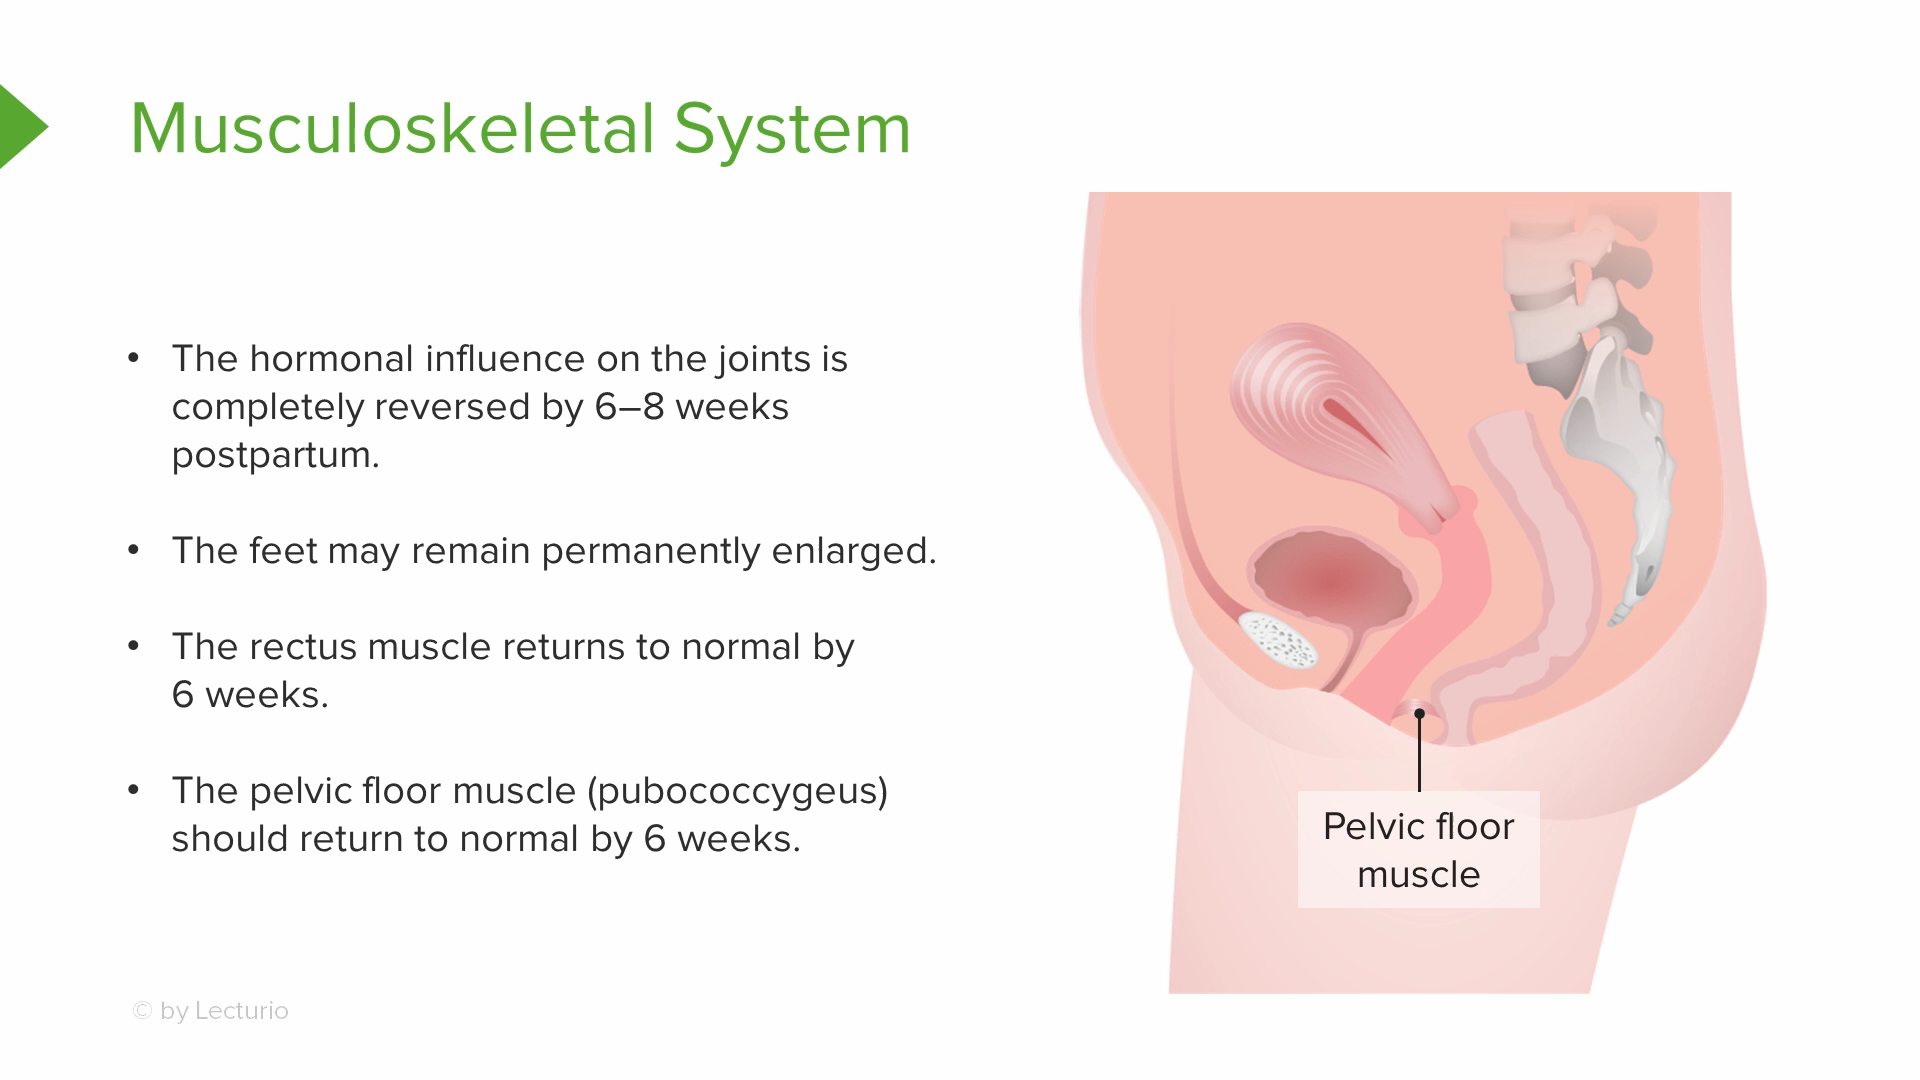 Musculoskeletal System
• The hormonal influence on the joints is
completely reversed by 6–8 weeks
postpartum.
• The feet may remain permanently enlarged.
• The rectus muscle returns to normal by
6 weeks.
• The pelvic floor muscle (pubococcygeus)
should return to normal by 6 weeks.
Pelvic floor
muscle
© by Lecturio